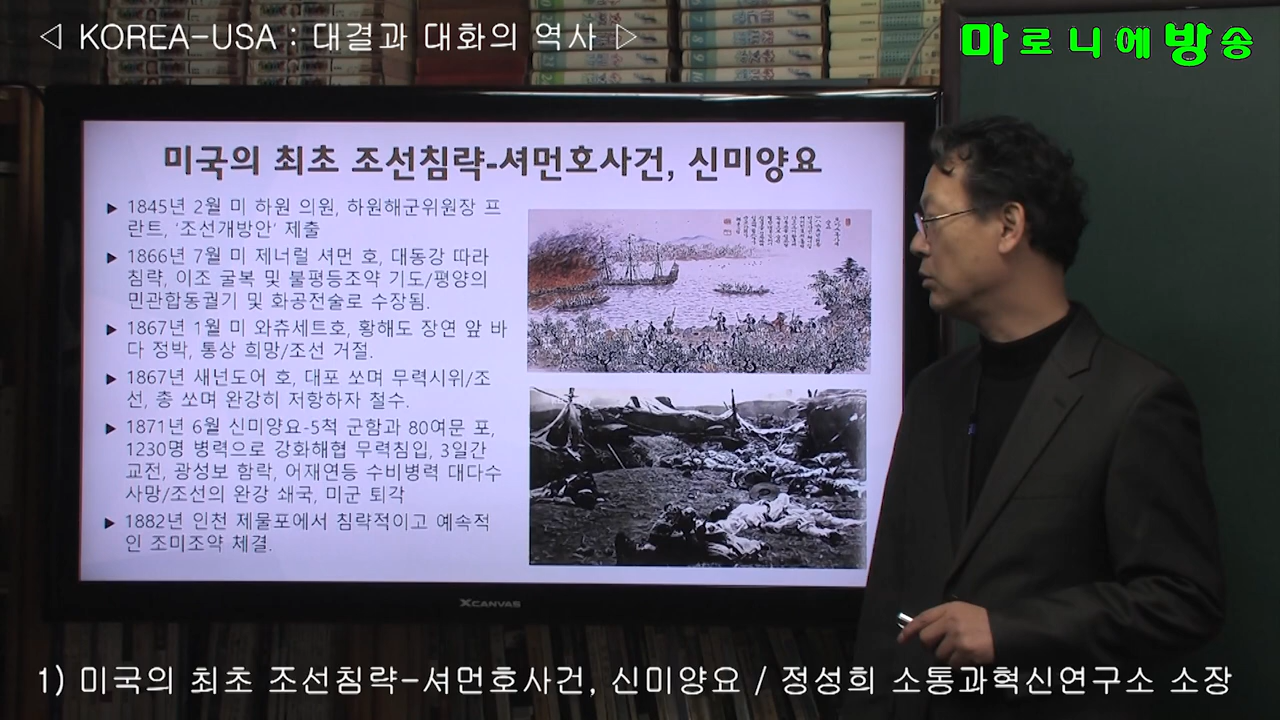 ◁ KOREA-USA : 대결과 대화의 역사 ▷
마로니에방송
미국의 최초 조선침략-셔먼호사건, 신미양요
▶ 1845년 2월 미 하원 의원, 하원해군위원장 프
란트, '조선개방안' 제출
▶ 1866년 7월 미 제너럴 셔먼 호, 대동강 따라
침략, 이조 굴복 및 불평등조약 기도/평양의
민관합동궐기 및 화공전술로 수장됨.
▶ 1867년 1월 미 와츄세트호, 황해도 장연 앞 바
다 정박, 통상 희망/조선 거절.
▶ 1867년 새넌도어 호, 대포 쏘며 무력시위/조
선, 총 쏘며 완강히 저항하자 철수.
▶ 1871년 6월 신미양요-5척 군함과 80여문 포,
1230명 병력으로 강화해협 무력침입, 3일간
교전, 광성보 함락, 어재연등 수비병력 대다수
사망/조선의 완강 쇄국, 미군 퇴각
▶ 1882년 인천 제물포에서 침략적이고 예속적
인 조미조약 체결.
XCANVAS
1) 미국의 최초 조선침략-셔먼호사건, 신미양요 / 정성희 소통과혁신연구소 소장